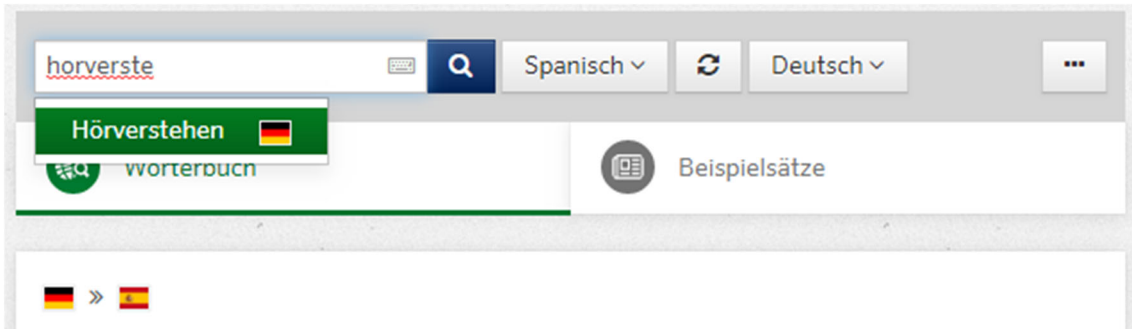 horverste Spanisch Deutsch ...
Hörverstehen
Wörterbuch Beispielsätze
»